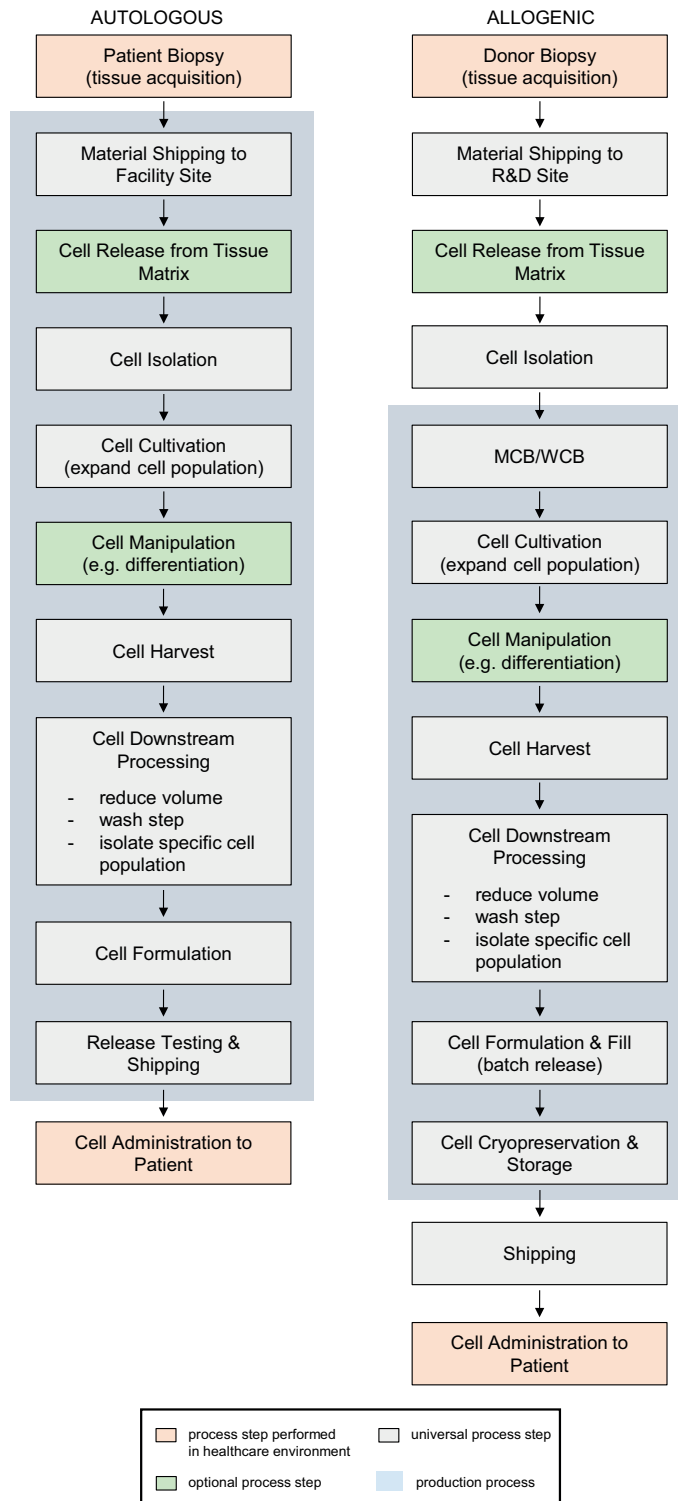 AUTOLOGOUS
Patient Biopsy
(tissue acquisition)
Material Shipping to
Facility Site
Cell Release from Tissue
Matrix
Cell Isolation
Cell Cultivation
(expand cell population)
Cell Manipulation
(e.g. differentiation)
Cell Harvest
Cell Downstream
Processing
- reduce volume
- wash step
- isolate specific cell
population
Cell Formulation
Release Testing &
Shipping
Cell Administration to
Patient
ALLOGENIC
Donor Biopsy
(tissue acquisition)
Material Shipping to
R&D Site
Cell Release from Tissue
Matrix
Cell Isolation
MCB/WCB
Cell Cultivation
(expand cell population)
Cell Manipulation
(e.g. differentiation)
Cell Harvest
Cell Downstream
Processing
- reduce volume
- wash step
- isolate specific cell
population
Cell Formulation & Fill
(batch release)
Cell Cryopreservation &
Storage
Shipping
Cell Administration to
Patient
process step performed
in healthcare environment
universal process step
optional process step
production process